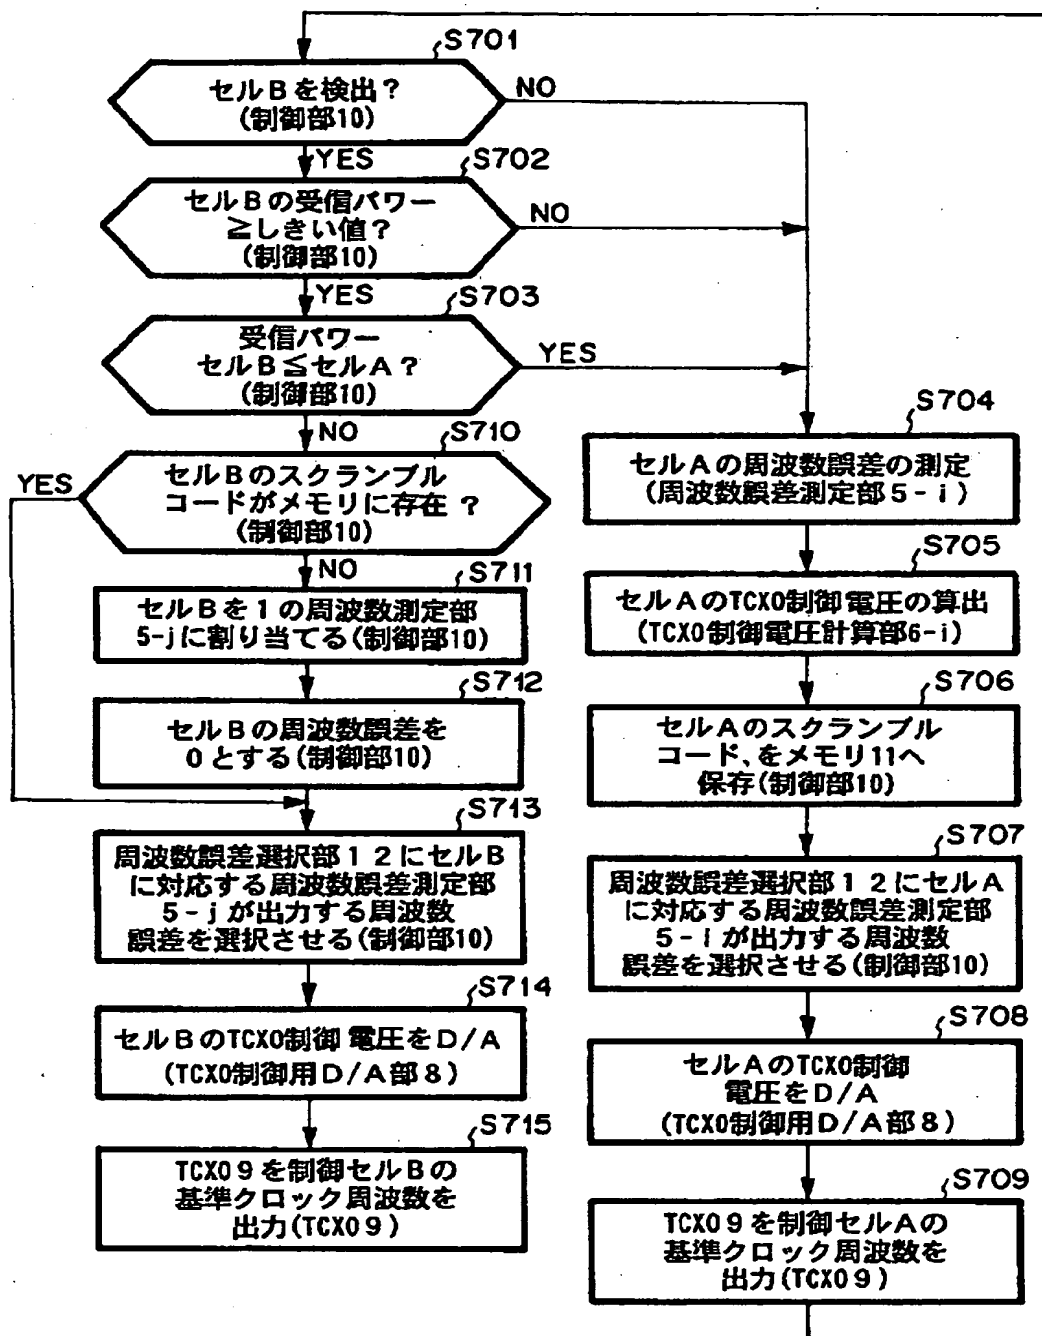 S701
セルBを検出?
(制御部10)
NO
YES
S702
セルBの受信パワー
≧しきい値?
(制御部10)
NO
YES
S703
受信パワー
セルB≦セルA?
(制御部10)
YES
NO
S710
セルBのスクランブル
コードがメモリに存在?
(制御部10)
YES
NO
S711
セルBを1の周波数測定部
5-jに割り当てる(制御部10)
S712
セルBの周波数誤差を
0とする(制御部10)
S713
周波数誤差選択部12にセルB
に対応する周波数誤差測定部
5-jが出力する周波数
誤差を選択させる(制御部10)
S714
セルBのTCXO制御電圧をD/A
(TCXO制御用D/A部8)
S715
TCXO9を制御セルBの
基準クロック周波数を
出力(TCXO9)
S704
セルAの周波数誤差の測定
(周波数誤差測定部5-i)
S705
セルAのTCXO制御電圧の算出
(TCXO制御電圧計算部6-i)
S706
セルAのスクランブル
コード、をメモリ11へ
保存(制御部10)
S707
周波数誤差選択部12にセルA
に対応する周波数誤差測定部
5-iが出力する周波数
誤差を選択させる(制御部10)
S708
セルAのTCXO制御
電圧をD/A
(TCXO制御用D/A部8)
S709
TCXO9を制御セルAの
基準クロック周波数を
出力(TCXO9)